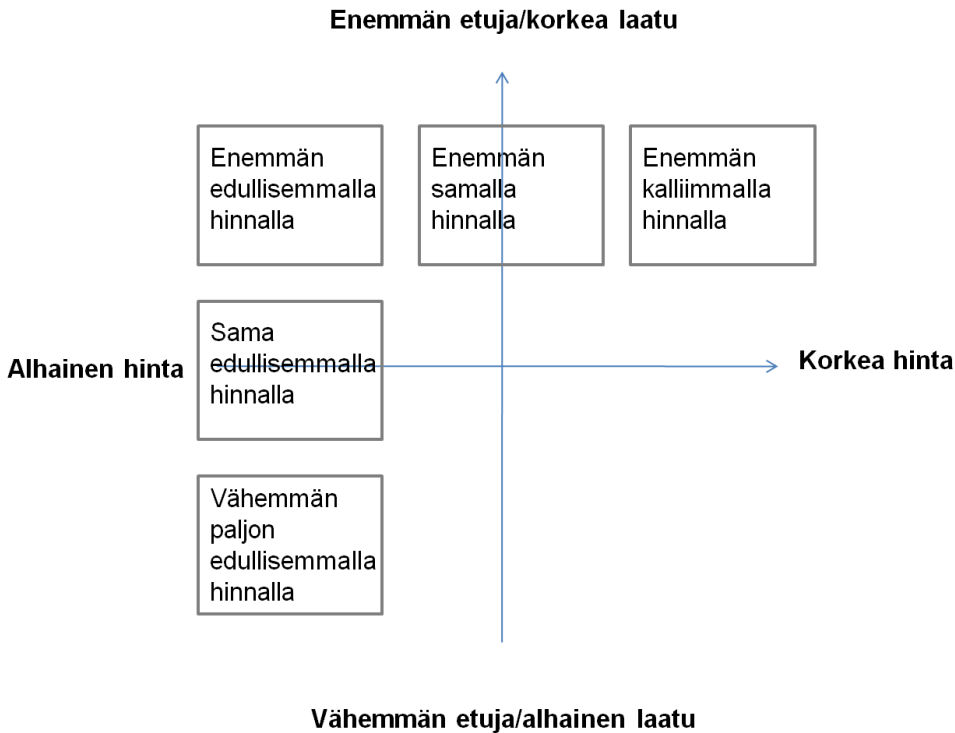 Enemmän etuja/korkea laatu
Enemmän
edullisemmalla
hinnalla
Enemmän
samalla
hinnalla
Enemmän
kalliimmalla
hinnalla
Alhainen hinta
Sama
edullisemmalla
hinnalla
Korkea hinta
Vähemmän
paljon
edullisemmalla
hinnalla
Vähemmän etuja/alhainen laatu